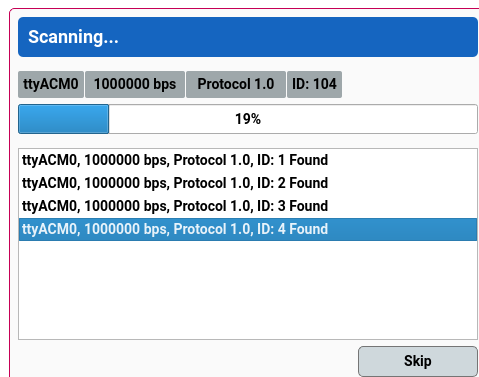 Scanning...
ttyACM0 1000000 bps Protocol 1.0 ID: 104
19%
ttyACM0, 1000000 bps, Protocol 1.0, ID: 1 Found
ttyACM0, 1000000 bps, Protocol 1.0, ID: 2 Found
ttyACM0, 1000000 bps, Protocol 1.0, ID: 3 Found
ttyACM0, 1000000 bps, Protocol 1.0, ID: 4 Found
Skip